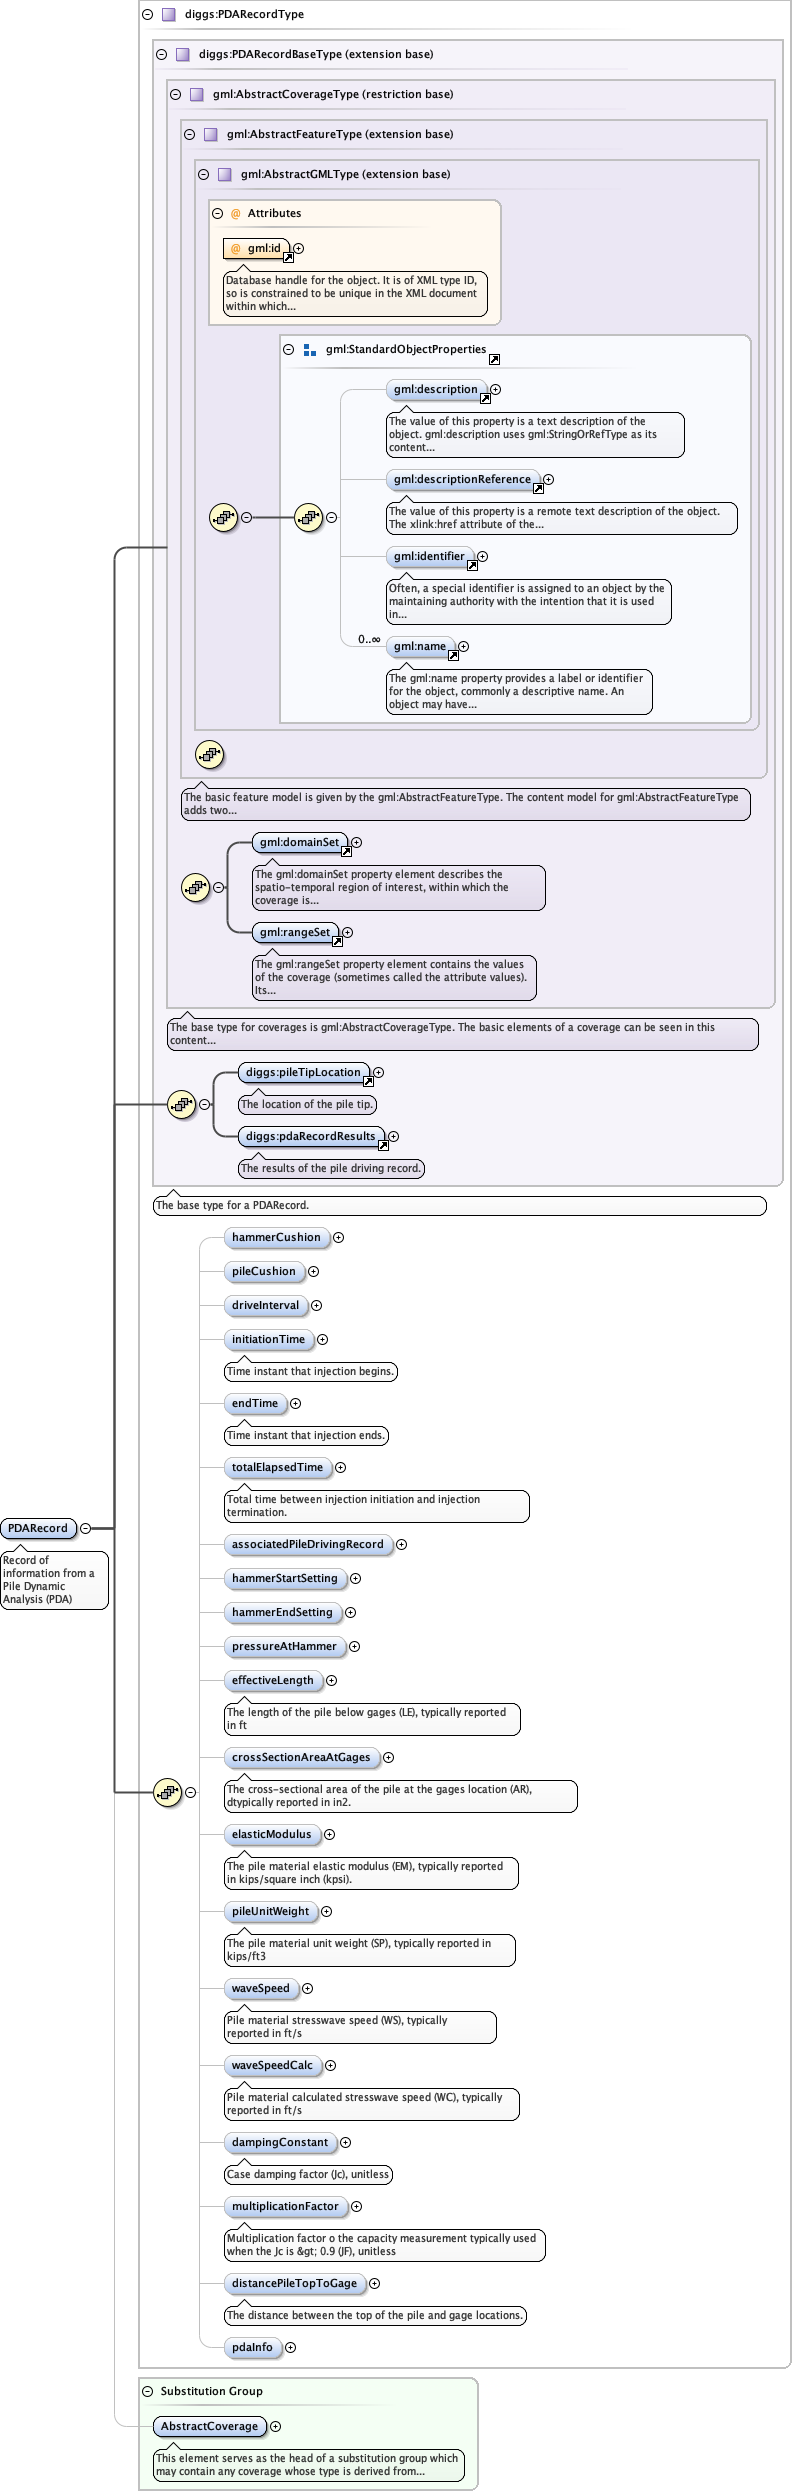 diggs:PDARecordType
diggs:PDARecordBaseType (extension base)
gml:AbstractCoverageType (restriction base)
gml:AbstractFeatureType (extension base)
gml:AbstractGMLType (extension base)
@ Attributes
@ gml:id
Database handle for the object. It is of XML type ID,
so is constrained to be unique in the XML document
within which...
gml:StandardObjectProperties
gml:description
The value of this property is a text description of the
object. gml:description uses gml:StringOrRefType as its
content...
gml:descriptionReference
The value of this property is a remote text description of the object.
The xlink:href attribute of the...
gml:identifier
Often, a special identifier is assigned to an object by the
maintaining authority with the intention that it is used
in...
0..∞
gml:name
The gml:name property provides a label or identifier
for the object, commonly a descriptive name. An
object may have...
The basic feature model is given by the gml:AbstractFeatureType. The content model for gml:AbstractFeatureType
adds two...
gml:domainSet
The gml:domainSet property element describes the
spatio-temporal region of interest, within which the
coverage is...
gml:rangeSet
The gml:rangeSet property element contains the values
of the coverage (sometimes called the attribute values).
Its...
The base type for coverages is gml:AbstractCoverageType. The basic elements of a coverage can be seen in this
content...
diggs:pileTipLocation
The location of the pile tip.
diggs:pdaRecordResults
The results of the pile driving record.
The base type for a PDARecord.
hammerCushion
pileCushion
driveInterval
initiationTime
Time instant that injection begins.
endTime
Time instant that injection ends.
totalElapsedTime
Total time between injection initiation and injection
termination.
PDARecord
Record of
information from a
Pile Dynamic
Analysis (PDA)
associatedPileDrivingRecord
hammerStartSetting
hammerEndSetting
pressureAtHammer
effectiveLength
The length of the pile below gages (LE), typically reported
in ft
crossSectionAreaAtGages
The cross-sectional area of the pile at the gages location (AR),
dtypically reported in in2.
elasticModulus
The pile material elastic modulus (EM), typically reported
in kips/square inch (kpsi).
pileUnitWeight
The pile material unit weight (SP), typically reported in
kips/ft3
waveSpeed
Pile material stresswave speed (WS), typically
reported in ft/s
waveSpeedCalc
Pile material calculated stresswave speed (WC), typically
reported in ft/s
dampingConstant
Case damping factor (Jc), unitless
multiplicationFactor
Multiplication factor o the capacity measurement typically used
when the Jc is &gt; 0.9 (JF), unitless
distancePileTopToGage
The distance between the top of the pile and gage locations.
pdaInfo
Substitution Group
AbstractCoverage
This element serves as the head of a substitution group which
may contain any coverage whose type is derived from...